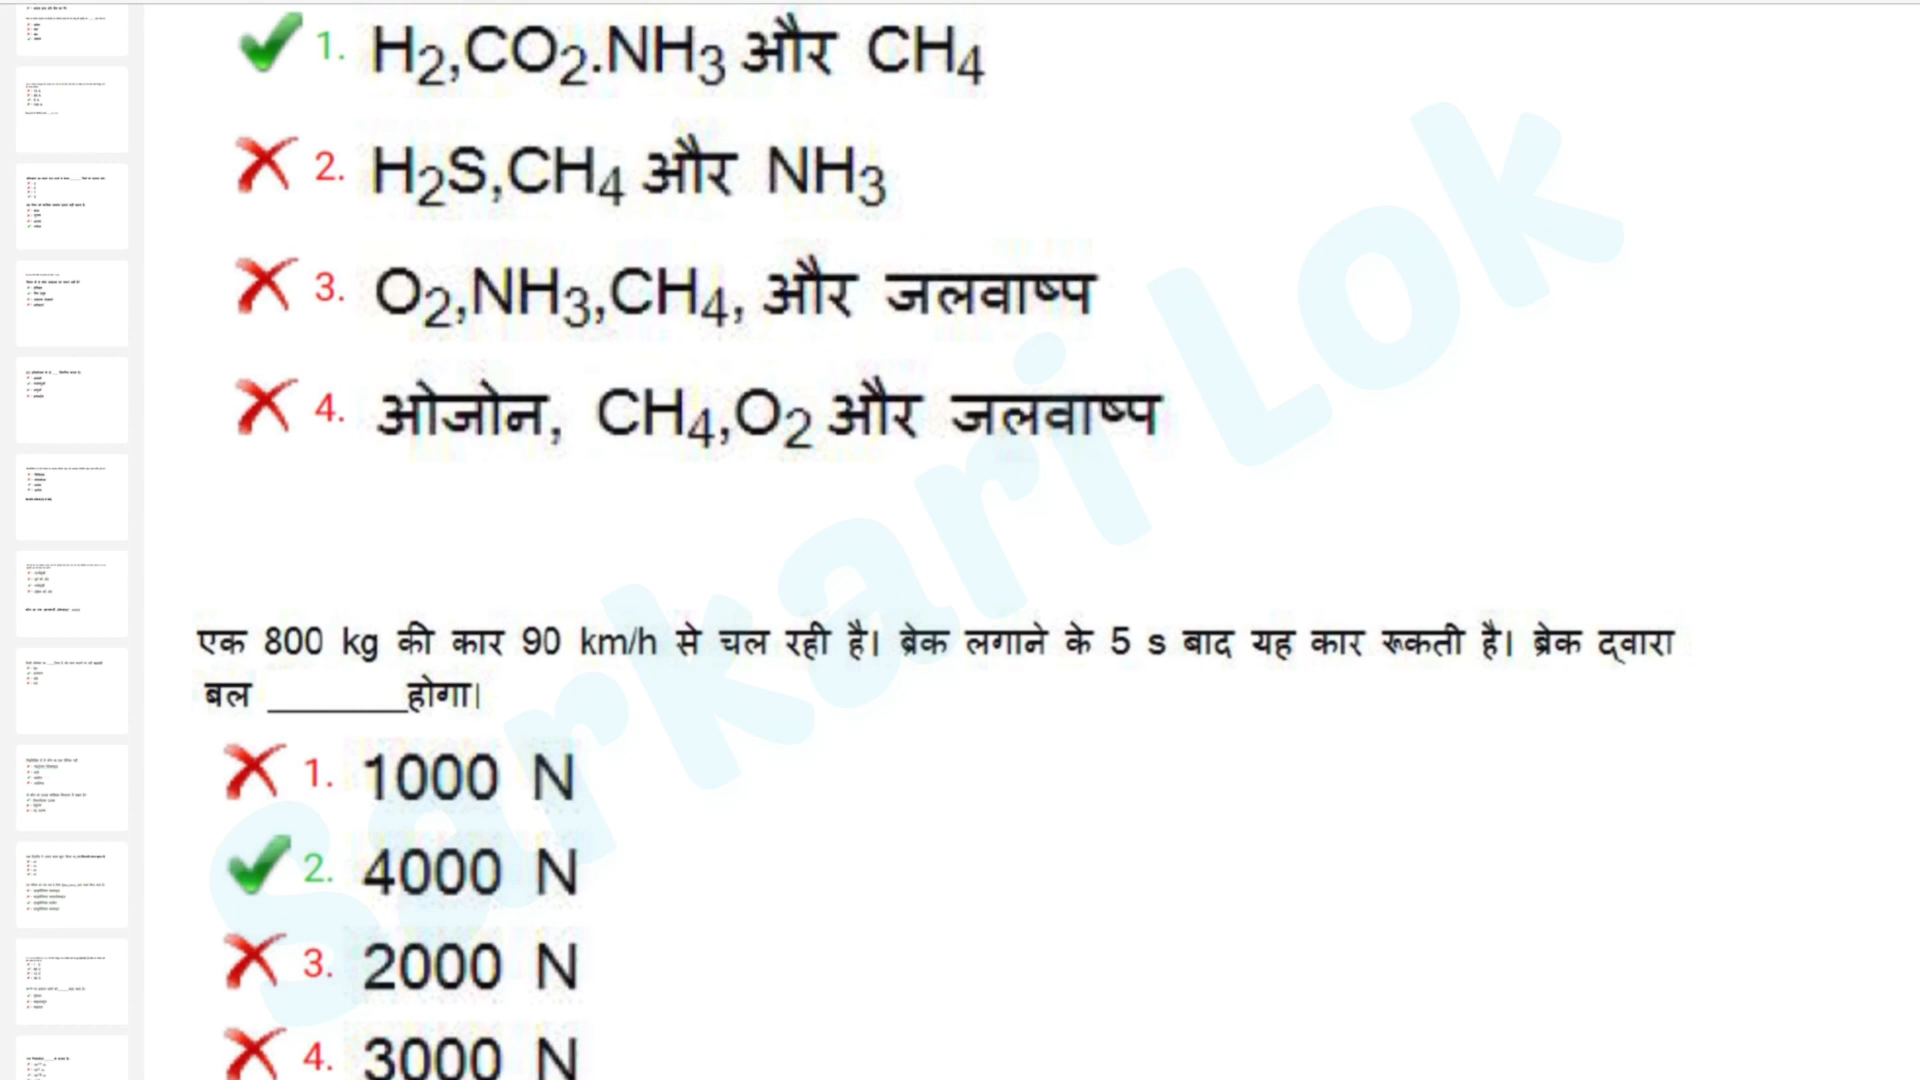 1. H2,CO2.NH3 और CH4
2. H2S,CH4 और NH3
3. O2,NH3,CH4, और जलवाष्प
4. ओजोन, CH4,O2 और जलवाष्प
एक 800 kg की कार 90 km/h से चल रही है। ब्रेक लगाने के 5 s बाद यह कार रूकती है। ब्रेक द्वारा
बल ________होगा।
1. 1000 N
2. 4000 N
3. 2000 N
4. 3000 N
Sarkari Lok